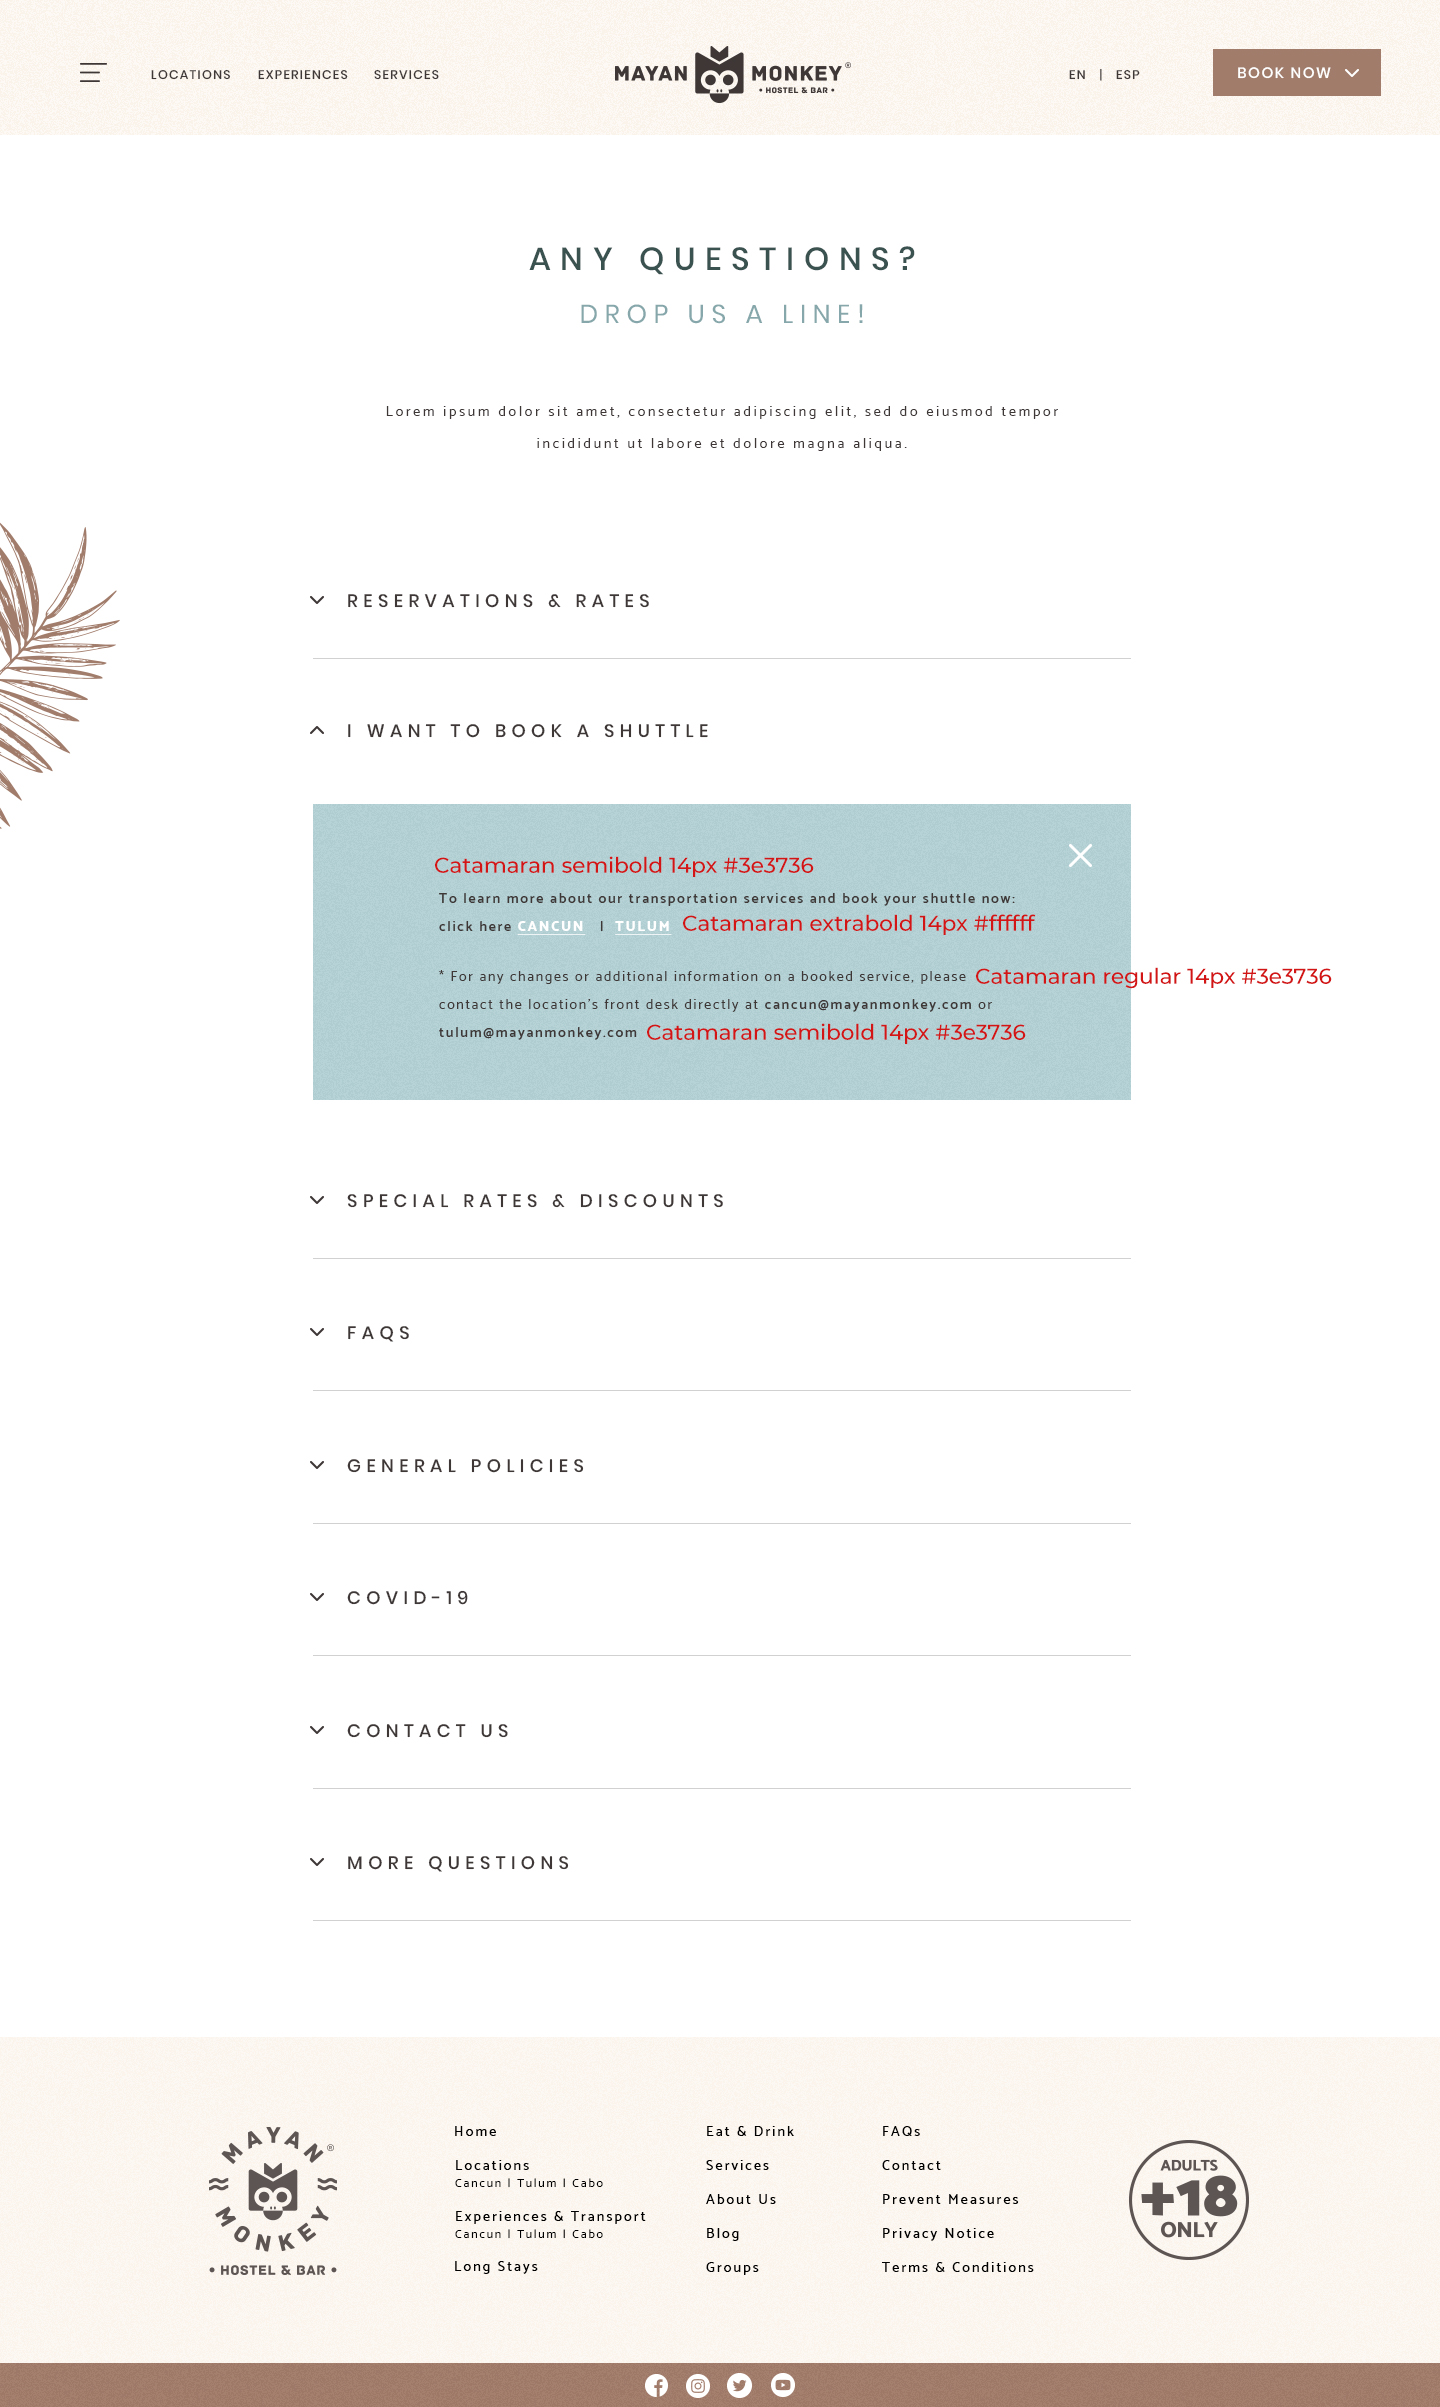 LOCATIONS EXPERIENCES SERVICES
MAYAN MONKEY®
• HOSTEL & BAR •
EN | ESP
BOOK NOW
ANY QUESTIONS?
DROP US A LINE!
Lorem ipsum dolor sit amet, consectetur adipiscing elit, sed do eiusmod tempor
incididunt ut labore et dolore magna aliqua.
RESERVATIONS & RATES
I WANT TO BOOK A SHUTTLE
Catamaran semibold 14px #3e3736
To learn more about our transportation services and book your shuttle now:
click here CANCUN | TULUM Catamaran extrabold 14px #ffffff
* For any changes or additional information on a booked service, please Catamaran regular 14px #3e3736
contact the location's front desk directly at cancun@mayanmonkey.com or
tulum@mayanmonkey.com Catamaran semibold 14px #3e3736
SPECIAL RATES & DISCOUNTS
FAQS
GENERAL POLICIES
COVID-19
CONTACT US
MORE QUESTIONS
MAYAN®
MONKEY
• HOSTEL & BAR •
Home
Locations
Cancun | Tulum | Cabo
Experiences & Transport
Cancun | Tulum | Cabo
Long Stays
Eat & Drink
Services
About Us
Blog
Groups
FAQs
Contact
Prevent Measures
Privacy Notice
Terms & Conditions
ADULTS
+18
ONLY